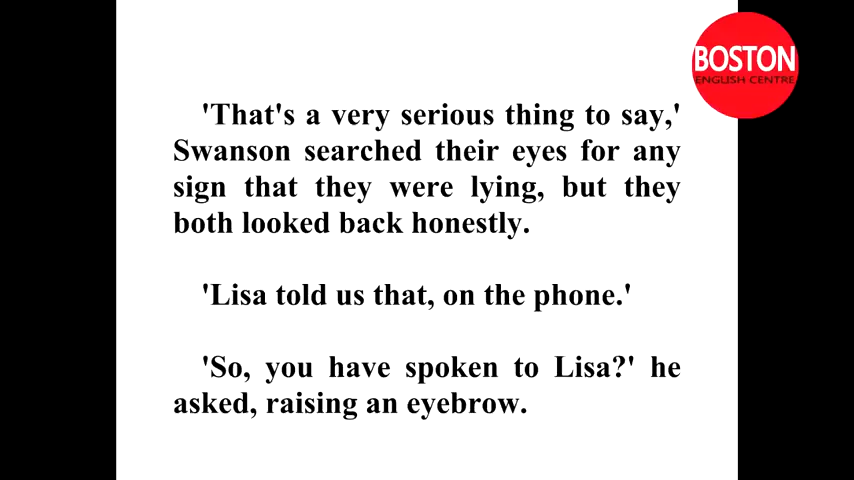 BOSTON
ENGLISH CENTRE
'That's a very serious thing to say,'
Swanson searched their eyes for any
sign that they were lying, but they
both looked back honestly.
'Lisa told us that, on the phone.'
'So, you have spoken to Lisa?' he
asked, raising an eyebrow.